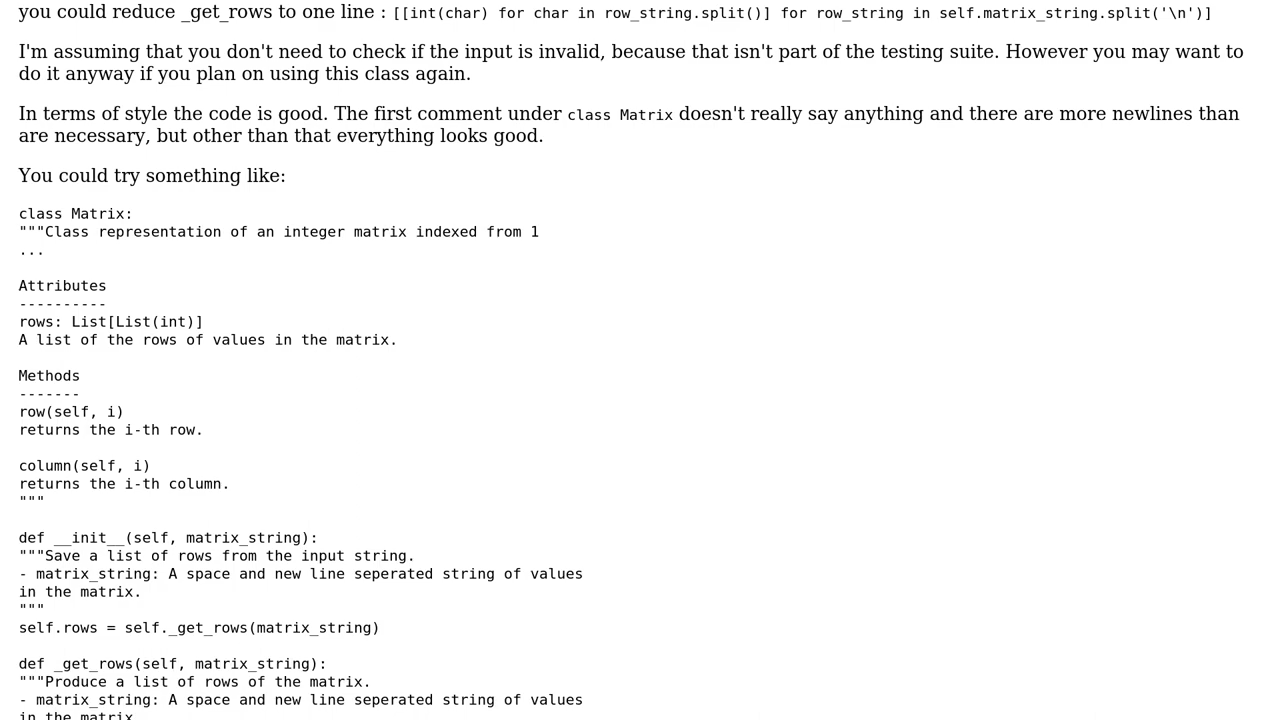 you could reduce _get_rows to one line : [[int(char) for char in row_string.split()] for row_string in self.matrix_string.split('\n')]
I'm assuming that you don't need to check if the input is invalid, because that isn't part of the testing suite. However you may want to
do it anyway if you plan on using this class again.
In terms of style the code is good. The first comment under class Matrix doesn't really say anything and there are more newlines than
are necessary, but other than that everything looks good.
You could try something like:
class Matrix:
"""Class representation of an integer matrix indexed from 1
...
Attributes
----------
rows: List[List(int)]
A list of the rows of values in the matrix.
Methods
-------
row(self, i)
returns the i-th row.
column(self, i)
returns the i-th column.
"""
def __init__(self, matrix_string):
"""Save a list of rows from the input string.
- matrix_string: A space and new line seperated string of values
in the matrix.
"""
self.rows = self._get_rows(matrix_string)
def _get_rows(self, matrix_string):
"""Produce a list of rows of the matrix.
- matrix_string: A space and new line seperated string of values
in the matrix.